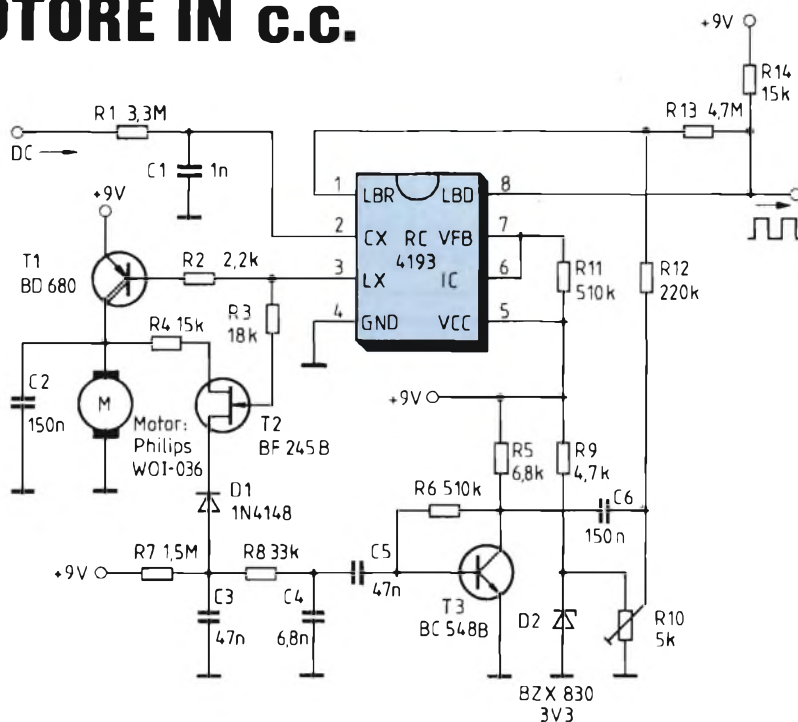 OTORE IN c.c.
+9V
R14
15k
R1 3,3M
R13 4,7M
DC
C1
1n
+9V
1
LBR
LBD
8
2
CX
RC
VFB
7
4193
T1
BD 680
R2
2,2k
3
LX
IC
6
R11
510k
R12
220k
R3
18k
4
GND
VCC
5
R4 15k
C2
150n
M
Motor:
Philips
WOI-036
T2
BF 245B
+9V
R5
6,8k
R9
4,7k
D1
1N4148
R6 510k
C6
150n
+9V
R7 1,5M
R8 33k
C5
47n
C3
47n
C4
6,8n
T3
BC 548B
D2
R10
5k
BZX 830
3V3